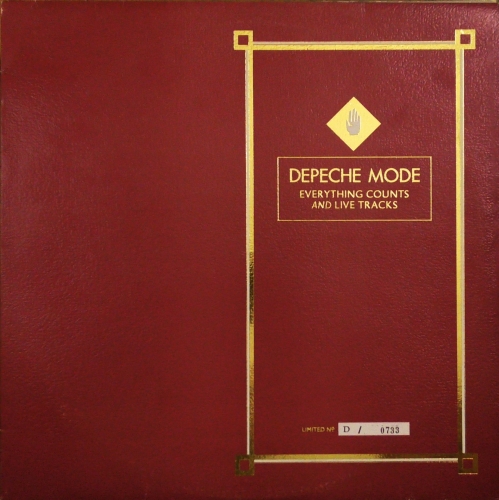 DEPECHE MODE
EVERYTHING COUNTS
AND LIVE TRACKS
LIMITED Nº D / 0733